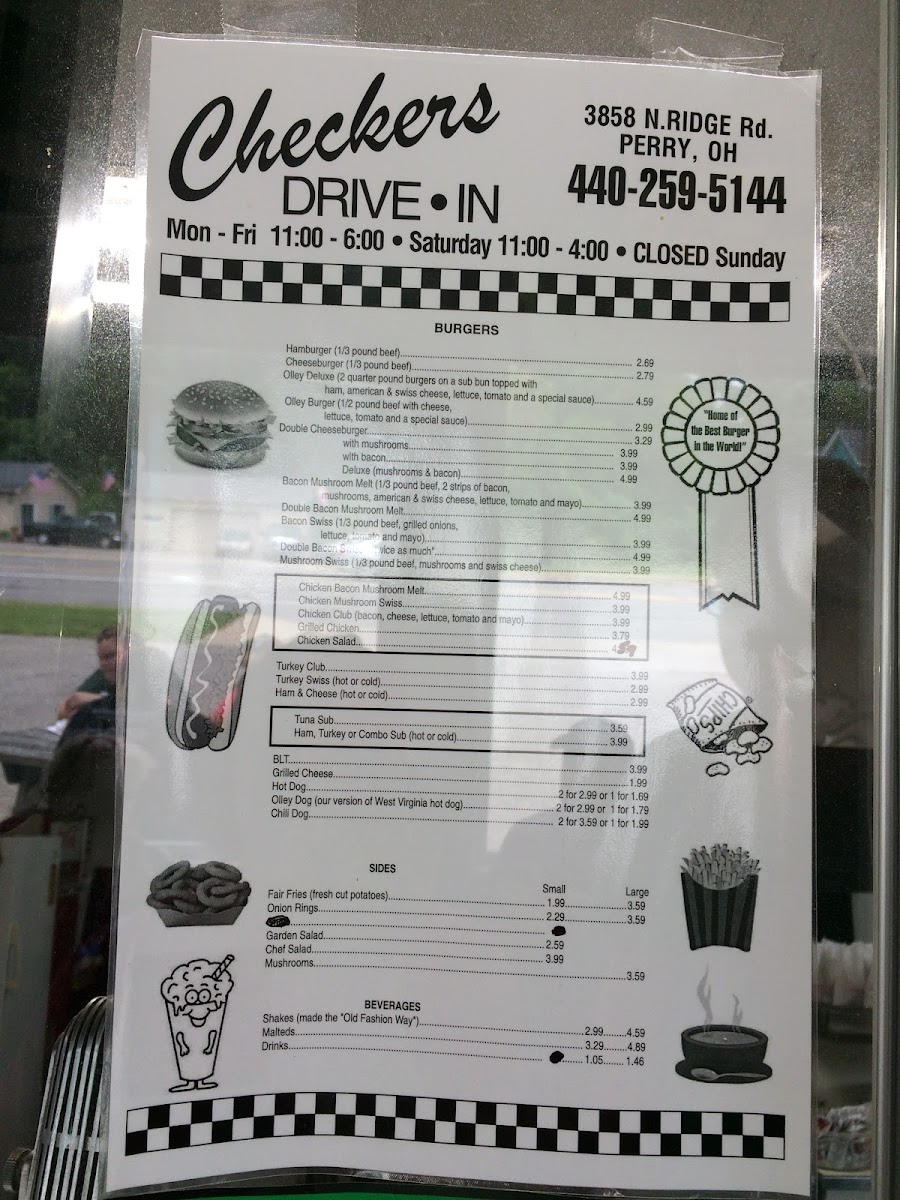 Checkers
DRIVE • IN
3858 N.RIDGE Rd.
PERRY, OH
440-259-5144
Mon - Fri 11:00 - 6:00 • Saturday 11:00 - 4:00 • CLOSED Sunday
BURGERS
Hamburger (1/3 pound beef) 2.69
Cheeseburger (1/3 pound beef) 2.79
Olley Deluxe (2 quarter pound burgers on a sub bun topped with
ham, american & swiss cheese, lettuce, tomato and a special sauce) 4.59
Olley Burger (1/2 pound beef with cheese,
lettuce, tomato and a special sauce) 2.99
Double Cheeseburger 3.29
with mushrooms 3.99
with bacon 3.99
Deluxe (mushrooms & bacon) 4.99
Bacon Mushroom Melt (1/3 pound beef, 2 strips of bacon,
mushrooms, american & swiss cheese, lettuce, tomato and mayo) 3.99
Double Bacon Mushroom Melt 4.99
Bacon Swiss (1/3 pound beef, grilled onions,
lettuce, tomato and mayo) 3.99
Double Bacon Swiss "twice as much" 4.99
Mushroom Swiss (1/3 pound beef, mushrooms and swiss cheese) 3.99
"Home of
the Best Burger
in the World!"
Chicken Bacon Mushroom Melt 4.99
Chicken Mushroom Swiss 3.99
Chicken Club (bacon, cheese, lettuce, tomato and mayo) 3.99
Grilled Chicken 3.79
Chicken Salad 4.59
Turkey Club 3.99
Turkey Swiss (hot or cold) 2.99
Ham & Cheese (hot or cold) 2.99
CHIPS
Tuna Sub 3.59
Ham, Turkey or Combo Sub (hot or cold) 3.99
BLT 3.99
Grilled Cheese 1.99
Hot Dog 2 for 2.99 or 1 for 1.69
Olley Dog (our version of West Virginia hot dog) 2 for 2.99 or 1 for 1.79
Chili Dog 2 for 3.59 or 1 for 1.99
SIDES
Small Large
Fair Fries (fresh cut potatoes) 1.99 3.59
Onion Rings 2.29 3.59
Garden Salad 2.59
Chef Salad 3.99
Mushrooms 3.59
BEVERAGES
Shakes (made the "Old Fashion Way") 2.99 4.59
Malteds 3.29 4.89
Drinks 1.05 1.46